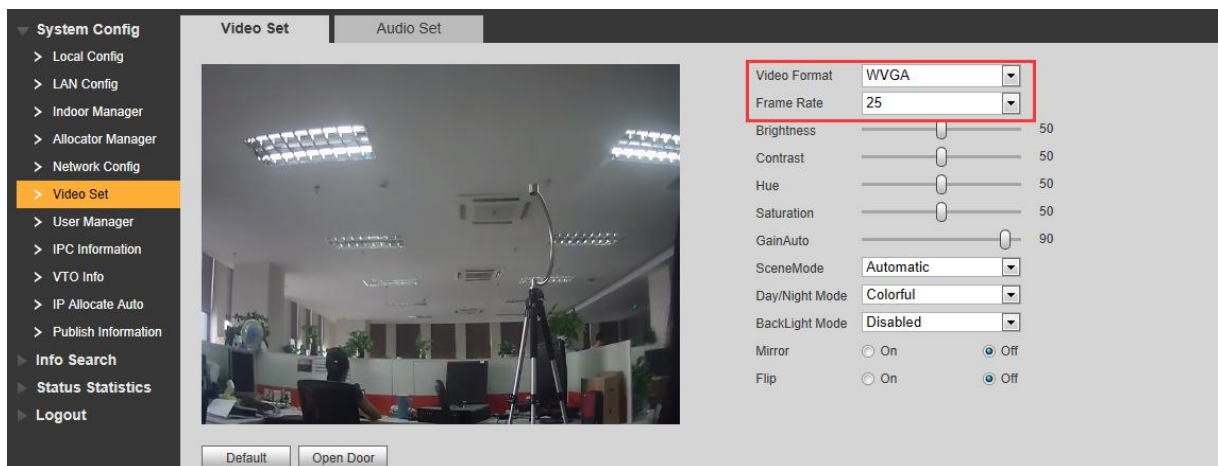 System Config
Local Config
LAN Config
Indoor Manager
Allocator Manager
Network Config
Video Set
User Manager
IPC Information
VTO Info
IP Allocate Auto
Publish Information
Info Search
Status Statistics
Logout
Video Set Audio Set
Video Format WVGA
Frame Rate 25
Brightness 50
Contrast 50
Hue 50
Saturation 50
GainAuto 90
SceneMode Automatic
Day/Night Mode Colorful
BackLight Mode Disabled
Mirror On Off
Flip On Off
Default Open Door